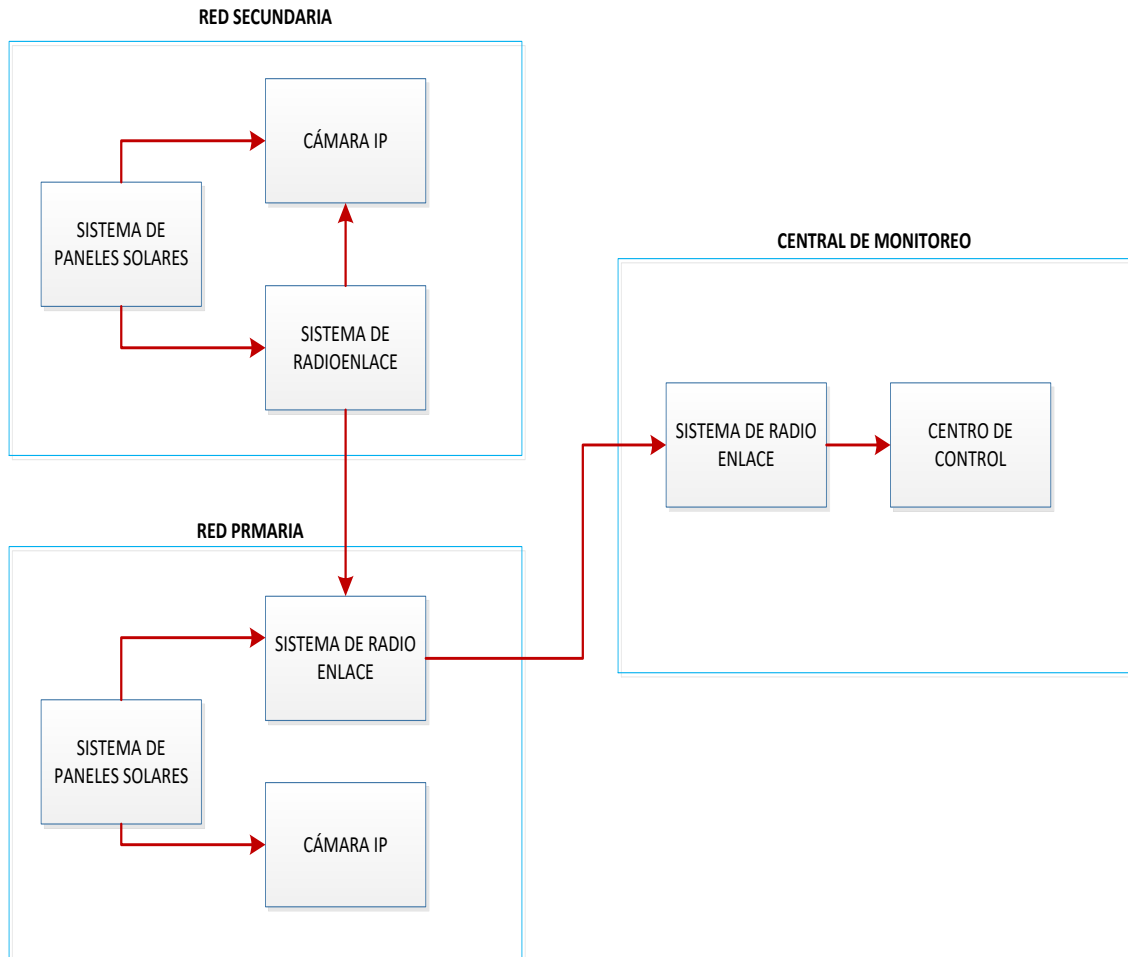 RED SECUNDARIA
CÁMARA IP
SISTEMA DE
PANELES SOLARES
SISTEMA DE
RADIOENLACE
CENTRAL DE MONITOREO
SISTEMA DE RADIO
ENLACE
CENTRO DE
CONTROL
RED PRMARIA
SISTEMA DE RADIO
ENLACE
SISTEMA DE
PANELES SOLARES
CÁMARA IP